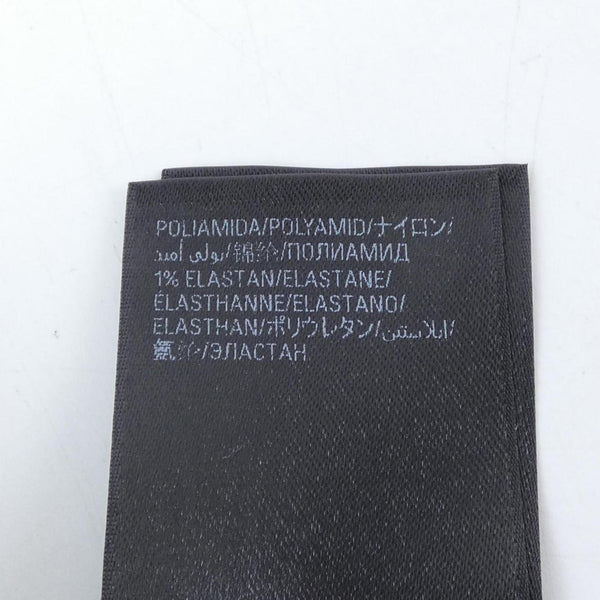 POLIAMIDA/POLYAMID/ナイロン/
بولي أميد/锦纶/ПОЛИАМИД
1% ELASTAN/ELASTANE/
ÉLASTHANNE/ELASTANO/
ELASTHAN/ポリウレタン/إيلاستين/
氨纶/ЭЛАСТАН